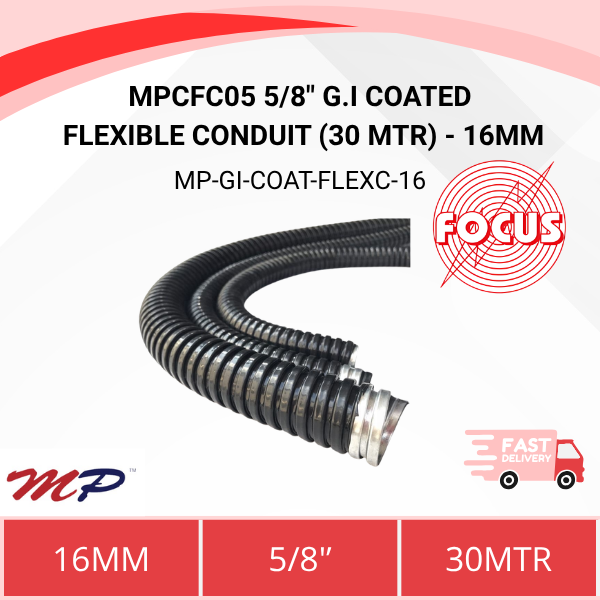 MPCFC05 5/8" G.I COATED
FLEXIBLE CONDUIT (30 MTR) - 16MM
MP-GI-COAT-FLEXC-16
FOCUS
FAST
DELIVERY
MP™
16MM
5/8”
30MTR